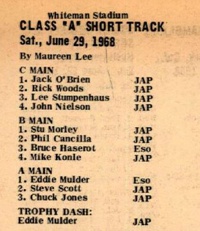 Whiteman Stadium
CLASS "A" SHORT TRACK
Sat., June 29, 1968
By Maureen Lee
C MAIN
1. Jack O'Brien JAP
2. Rick Woods JAP
3. Lee Stumpenhaus JAP
4. John Nielson JAP
B MAIN
1. Stu Morley JAP
2. Phil Cancilla JAP
3. Bruce Haserot Eso
4. Mike Konle JAP
A MAIN
1. Eddie Mulder Eso
2. Steve Scott JAP
3. Chuck Jones JAP
TROPHY DASH:
Eddie Mulder JAP